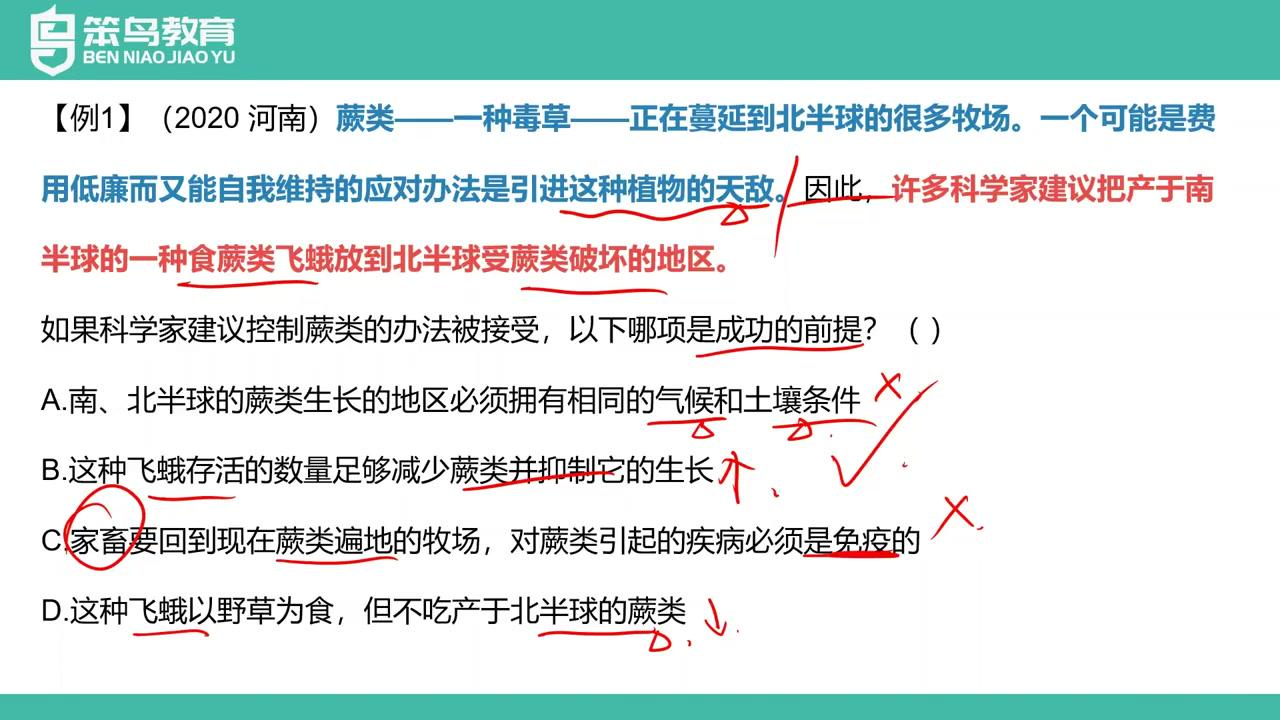 笨鸟教育
BEN NIAO JIAO YU
【例1】（2020 河南）蕨类——一种毒草——正在蔓延到北半球的很多牧场。一个可能是费
用低廉而又能自我维持的应对办法是引进这种植物的天敌。因此，许多科学家建议把产于南
半球的一种食蕨类飞蛾放到北半球受蕨类破坏的地区。
如果科学家建议控制蕨类的办法被接受，以下哪项是成功的前提？（ ）
A.南、北半球的蕨类生长的地区必须拥有相同的气候和土壤条件
B.这种飞蛾存活的数量足够减少蕨类并抑制它的生长
C.家畜要回到现在蕨类遍地的牧场，对蕨类引起的疾病必须是免疫的
D.这种飞蛾以野草为食，但不吃产于北半球的蕨类